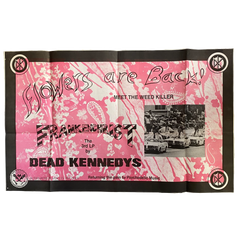 Flowers are Back!
MEET THE WEED KILLER
FRANKENCHRIST
The
3rd LP
by
DEAD KENNEDYS